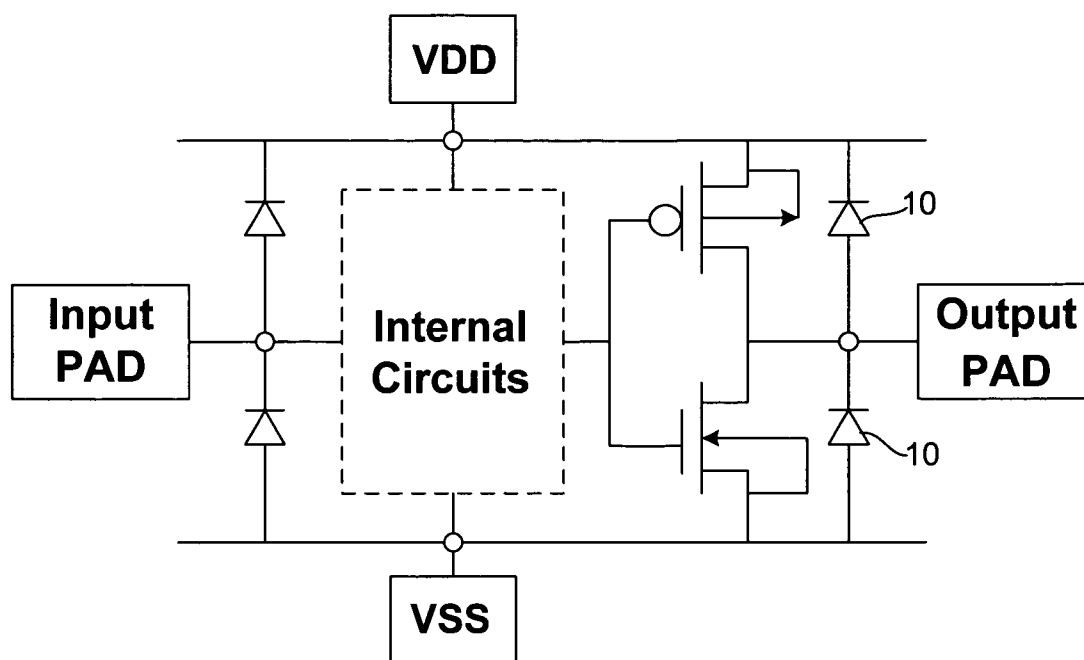 VDD
10
Input
PAD
Internal
Circuits
Output
PAD
10
VSS